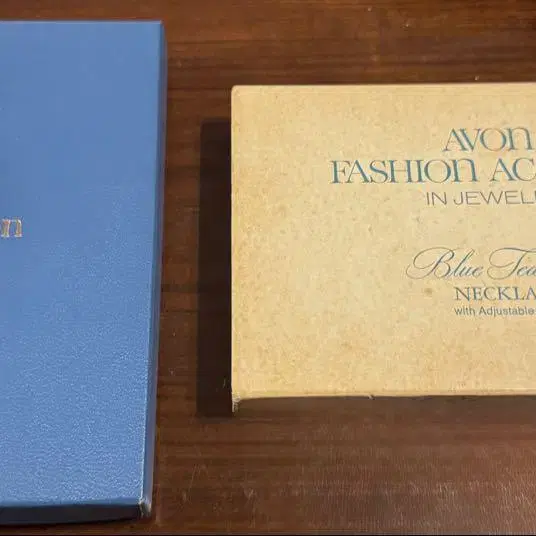 n
AVON
FASHION AC
IN JEWEL
Blue Tea
NECKLA
with Adjustable